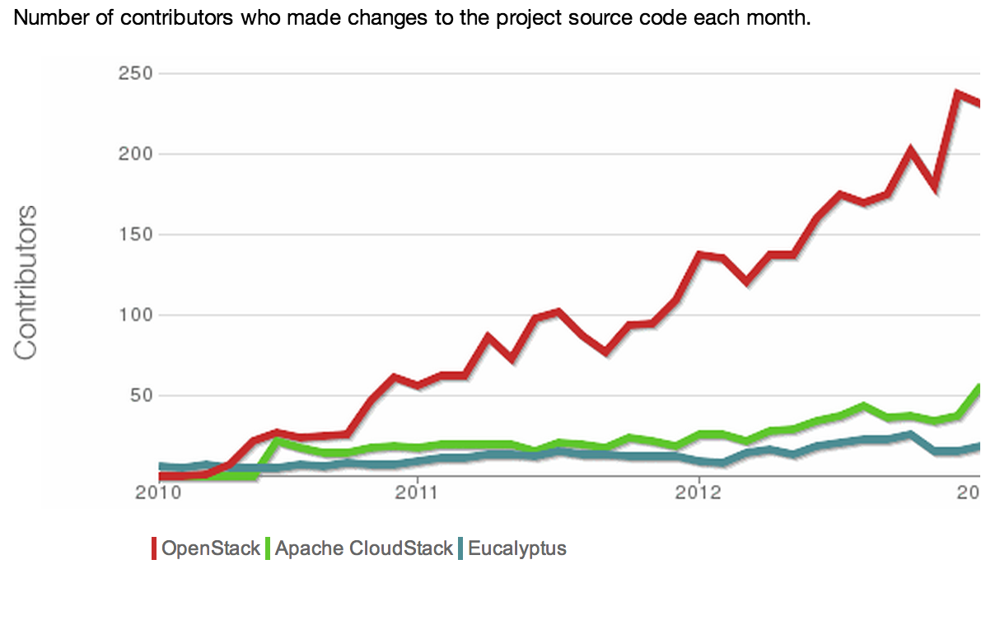 Number of contributors who made changes to the project source code each month.
250
200
150
100
50
Contributors
2010 2011 2012 20
OpenStack Apache CloudStack Eucalyptus